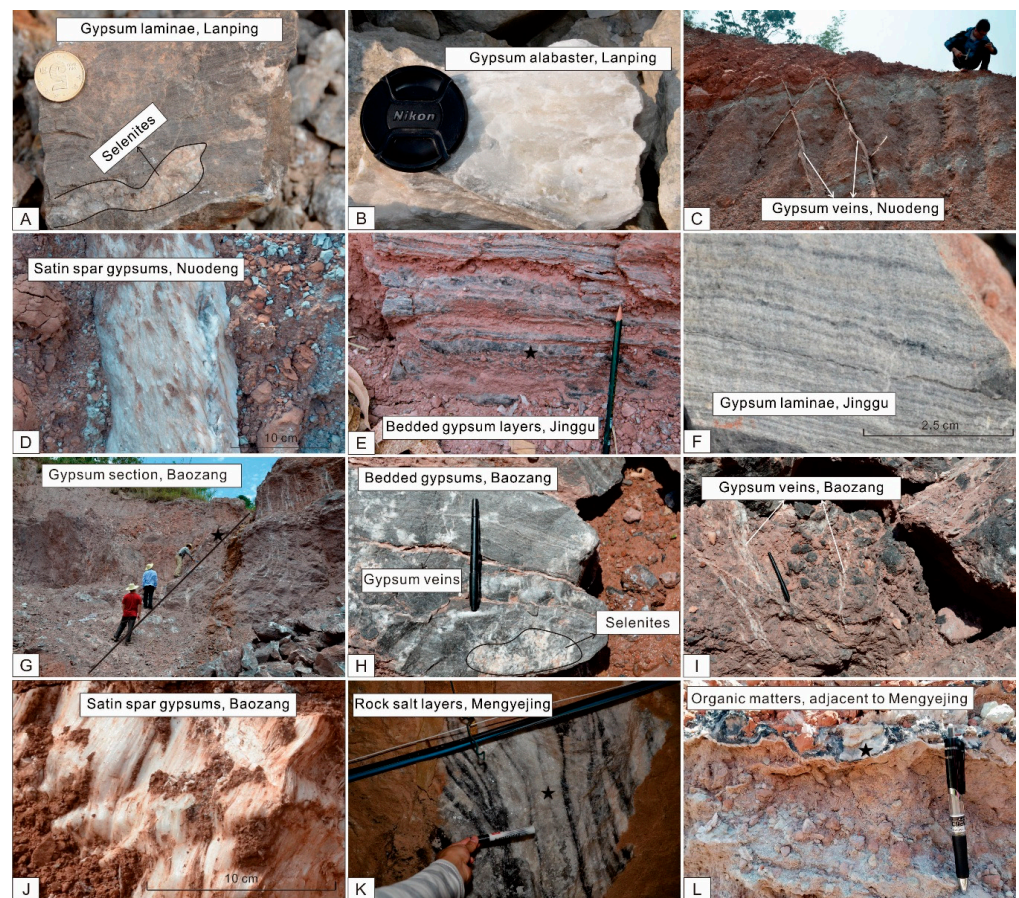 Gypsum laminae, Lanping
Selenites
A
Gypsum alabaster, Lanping
Nikon
B
Gypsum veins, Nuodeng
C
Satin spar gypsums, Nuodeng
10 cm
D
Bedded gypsum layers, Jinggu
E
Gypsum laminae, Jinggu
2.5 cm
F
Gypsum section, Baozang
G
Bedded gypsums, Baozang
Gypsum veins
Selenites
H
Gypsum veins, Baozang
I
Satin spar gypsums, Baozang
10 cm
J
Rock salt layers, Mengyejing
K
Organic matters, adjacent to Mengyejing
L